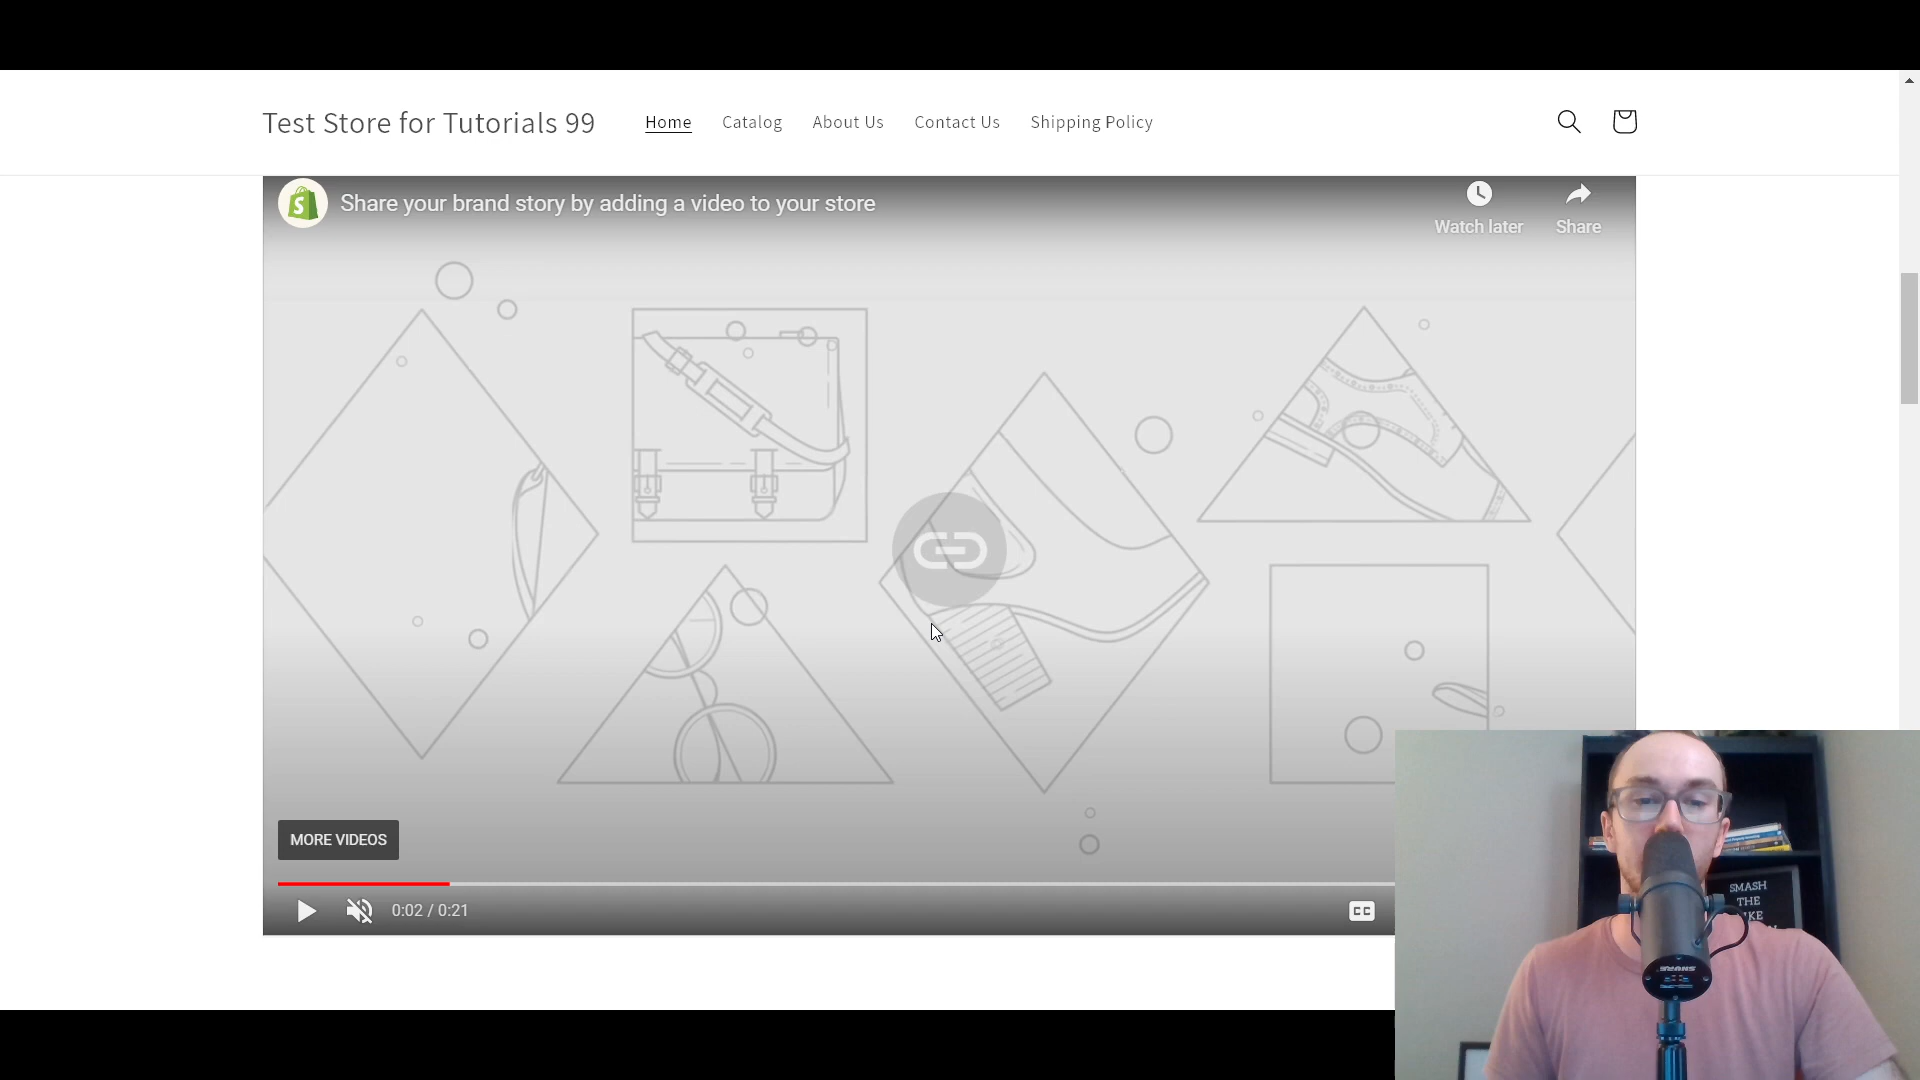 Test Store for Tutorials 99
Home Catalog About Us Contact Us Shipping Policy
Share your brand story by adding a video to your store
Watch later Share
MORE VIDEOS
0:02 / 0:21
CC
SMASH
THE
SHURE